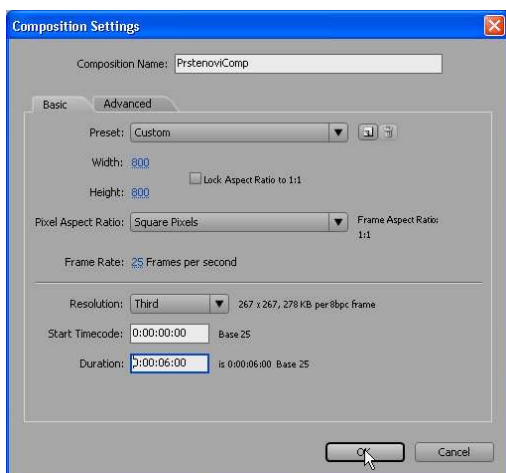 Composition Settings
Composition Name: PrstenoviComp
Basic Advanced
Preset: Custom
Width: 800
Lock Aspect Ratio to 1:1
Height: 800
Pixel Aspect Ratio: Square Pixels Frame Aspect Ratio:
1:1
Frame Rate: 25 Frames per second
Resolution: Third 267 x 267, 278 KB per 8bpc frame
Start Timecode: 0:00:00:00 Base 25
Duration: 0:00:06:00 is 0:00:06:00 Base 25
OK Cancel